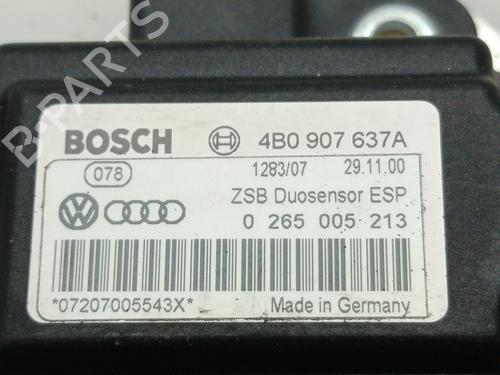 BOSCH 4B0 907 637A
078 1283/07 29.11.00
ZSB Duosensor ESP
0 265 005 213
*07207005543X* Made in Germany
B-PARTS